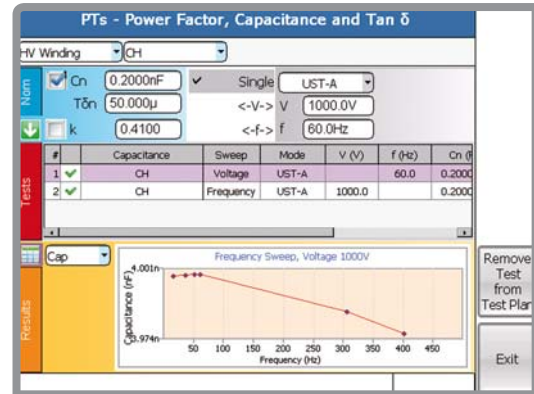 PTs - Power Factor, Capacitance and Tan δ
HV Winding CH
Nom
Cn 0.2000nF Single UST-A
Tδn 50.000μ <-V-> V 1000.0V
k 0.4100 <-f-> f 60.0Hz
Tests
# Capacitance Sweep Mode V (V) f (Hz) Cn (F
1 CH Voltage UST-A 60.0 0.2000
2 CH Frequency UST-A 1000.0 0.2000
Results
Cap
Frequency Sweep, Voltage 1000V
4.001n
Capacitance (nF)
3.974n
50 100 150 200 250 300 350 400 450
Frequency (Hz)
Remove
Test
from
Test Plan
Exit